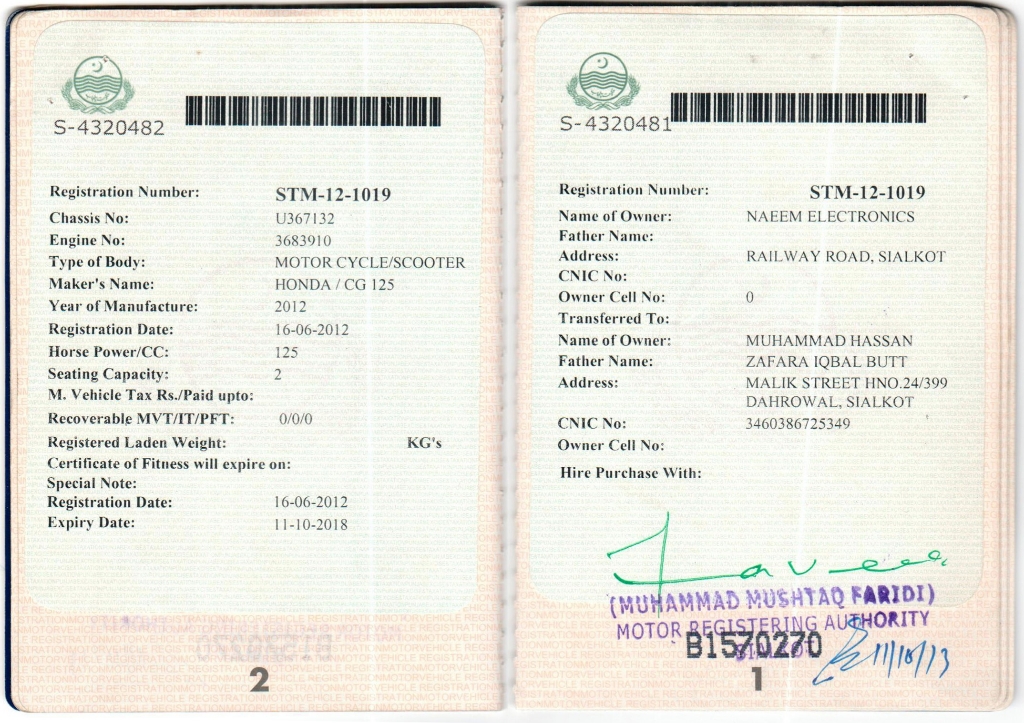 S-4320482
Registration Number: STM-12-1019
Chassis No: U367132
Engine No: 3683910
Type of Body: MOTOR CYCLE/SCOOTER
Maker's Name: HONDA / CG 125
Year of Manufacture: 2012
Registration Date: 16-06-2012
Horse Power/CC: 125
Seating Capacity: 2
M. Vehicle Tax Rs./Paid upto:
Recoverable MVT/IT/PFT: 0/0/0
Registered Laden Weight: KG's
Certificate of Fitness will expire on:
Special Note:
Registration Date: 16-06-2012
Expiry Date: 11-10-2018
2
S-4320481
Registration Number: STM-12-1019
Name of Owner: NAEEM ELECTRONICS
Father Name:
Address: RAILWAY ROAD, SIALKOT
CNIC No:
Owner Cell No: 0
Transferred To:
Name of Owner: MUHAMMAD HASSAN
Father Name: ZAFARA IQBAL BUTT
Address: MALIK STREET HNO.24/399
DAHROWAL, SIALKOT
CNIC No: 3460386725349
Owner Cell No:
Hire Purchase With:
(MUHAMMAD MUSHTAQ FARIDI)
MOTOR REGISTERING AUTHORITY
B1570270
11/10/13
1